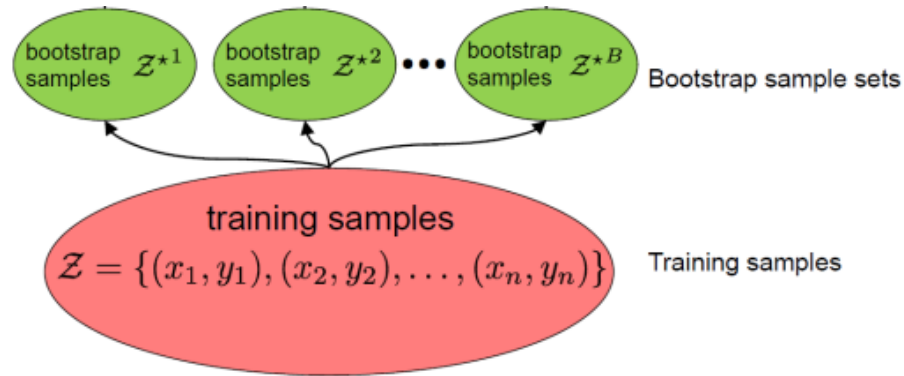 bootstrap
samples 𝒵⋆1
bootstrap
samples 𝒵⋆2
•••
bootstrap
samples 𝒵⋆B
Bootstrap sample sets
training samples
𝒵 = {(x₁, y₁), (x₂, y₂), . . . , (xₙ, yₙ)}
Training samples